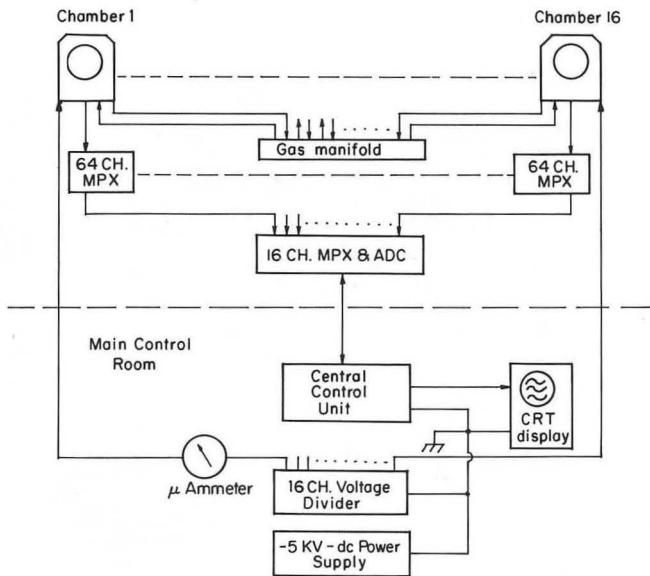 Chamber 1
Chamber 16
Gas manifold
64 CH.
MPX
64 CH.
MPX
16 CH. MPX & ADC
Main Control
Room
Central
Control
Unit
CRT
display
μ Ammeter
16 CH. Voltage
Divider
-5 KV - dc Power
Supply